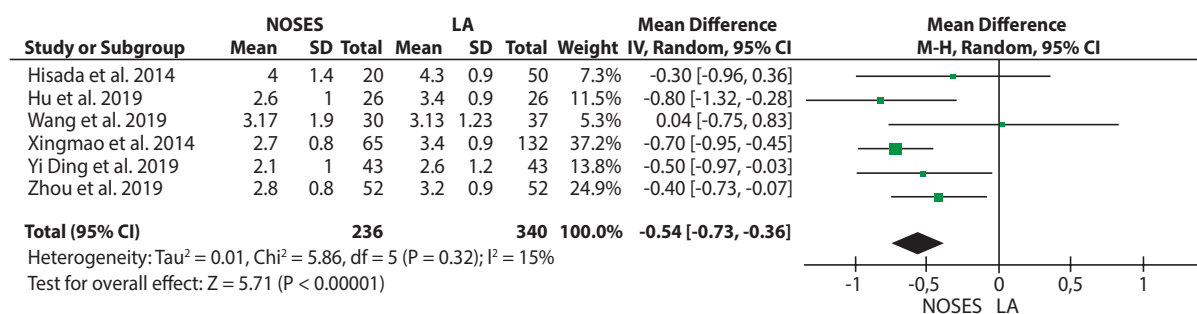 NOSES LA Mean Difference Mean Difference
Study or Subgroup Mean SD Total Mean SD Total Weight IV, Random, 95% CI M-H, Random, 95% CI
Hisada et al. 2014 4 1.4 20 4.3 0.9 50 7.3% -0.30 [-0.96, 0.36]
Hu et al. 2019 2.6 1 26 3.4 0.9 26 11.5% -0.80 [-1.32, -0.28]
Wang et al. 2019 3.17 1.9 30 3.13 1.23 37 5.3% 0.04 [-0.75, 0.83]
Xingmao et al. 2014 2.7 0.8 65 3.4 0.9 132 37.2% -0.70 [-0.95, -0.45]
Yi Ding et al. 2019 2.1 1 43 2.6 1.2 43 13.8% -0.50 [-0.97, -0.03]
Zhou et al. 2019 2.8 0.8 52 3.2 0.9 52 24.9% -0.40 [-0.73, -0.07]
Total (95% CI) 236 340 100.0% -0.54 [-0.73, -0.36]
Heterogeneity: Tau² = 0.01, Chi² = 5.86, df = 5 (P = 0.32); I² = 15%
Test for overall effect: Z = 5.71 (P < 0.00001)
-1 -0,5 0 0,5 1
NOSES LA